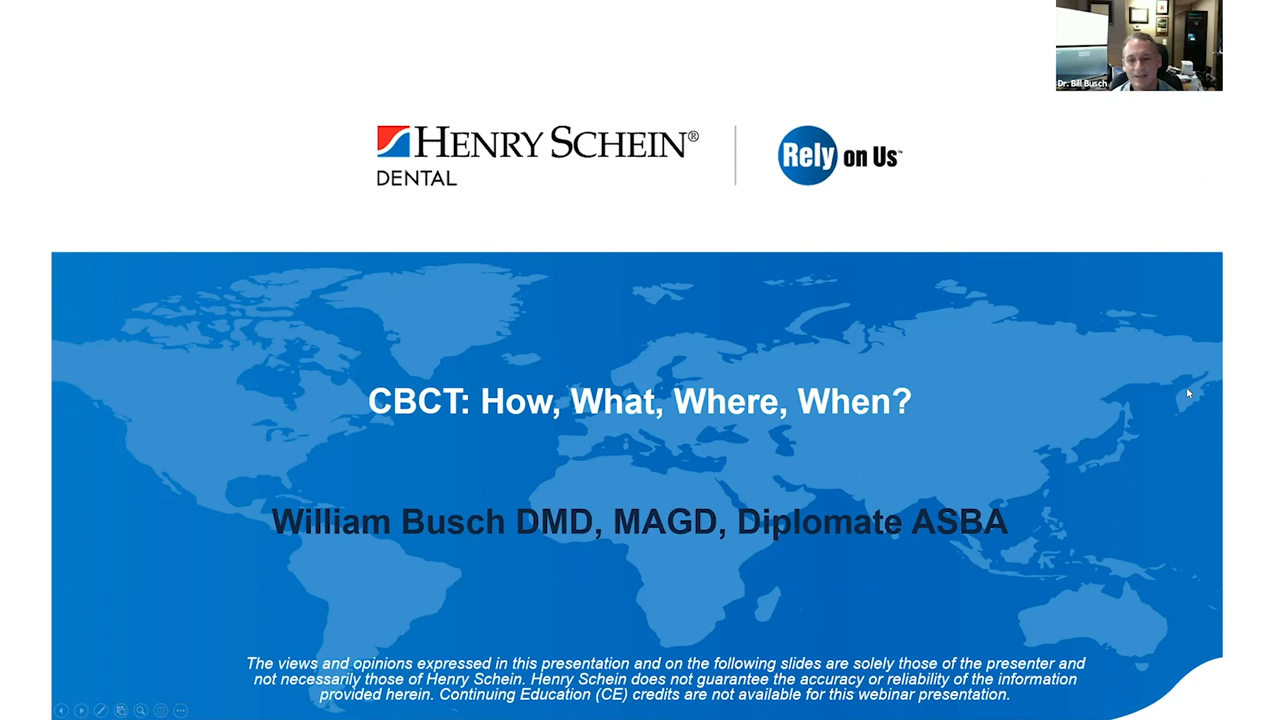 Dr. Bill Busch
HENRY SCHEIN®
DENTAL
Rely on Us™
CBCT: How, What, Where, When?
William Busch DMD, MAGD, Diplomate ASBA
The views and opinions expressed in this presentation and on the following slides are solely those of the presenter and
not necessarily those of Henry Schein. Henry Schein does not guarantee the accuracy or reliability of the information
provided herein. Continuing Education (CE) credits are not available for this webinar presentation.